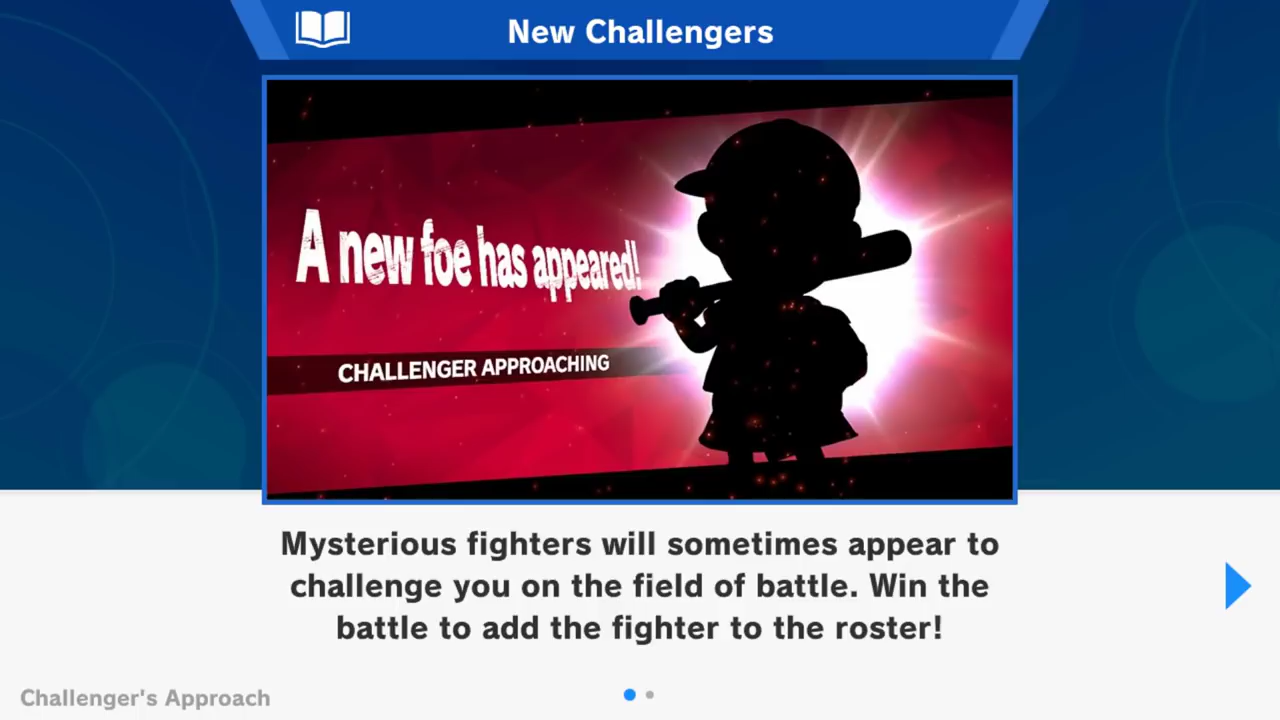 New Challengers
A new foe has appeared!
CHALLENGER APPROACHING
Mysterious fighters will sometimes appear to
challenge you on the field of battle. Win the
battle to add the fighter to the roster!
Challenger's Approach